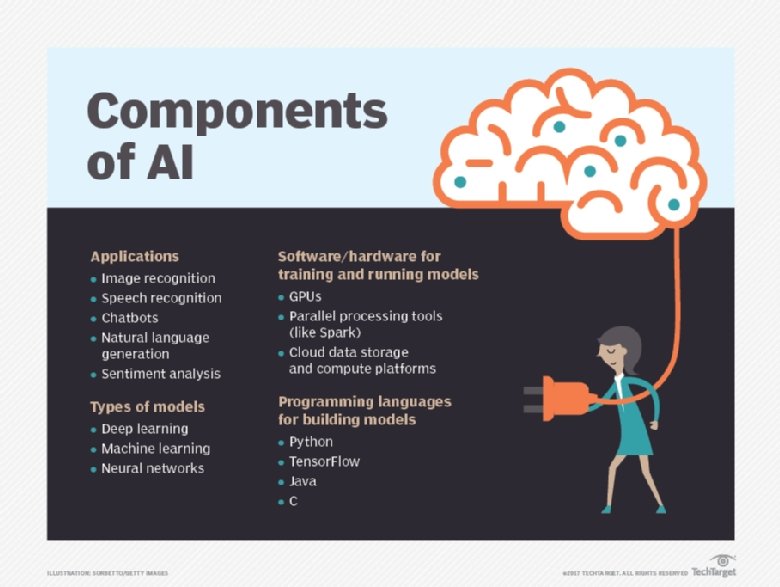 Components
of AI
Applications
• Image recognition
• Speech recognition
• Chatbots
• Natural language
generation
• Sentiment analysis
Types of models
• Deep learning
• Machine learning
• Neural networks
Software/hardware for
training and running models
• GPUs
• Parallel processing tools
(like Spark)
• Cloud data storage
and compute platforms
Programming languages
for building models
• Python
• TensorFlow
• Java
• C
ILLUSTRATION: SORBETTO/GETTY IMAGES
©2017 TECHTARGET. ALL RIGHTS RESERVED TechTarget